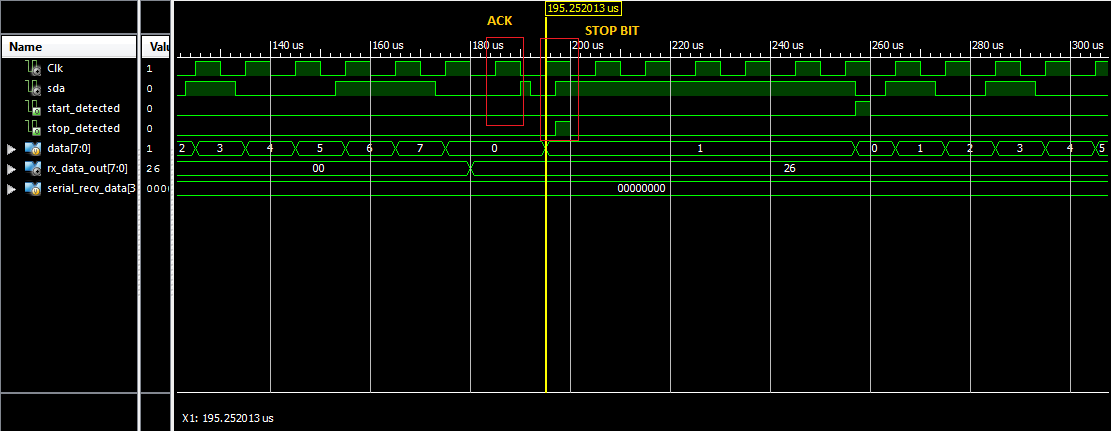 195.252013 us
ACK
STOP BIT
Name Valu 140 us 160 us 180 us 200 us 220 us 240 us 260 us 280 us 300 us
Clk 1
sda 0
start_detected 0
stop_detected 0
data[7:0] 1 2 3 4 5 6 7 0 1 0 1 2 3 4 5
rx_data_out[7:0] 26 00 26
serial_recv_data[3 0000 00000000
X1: 195.252013 us